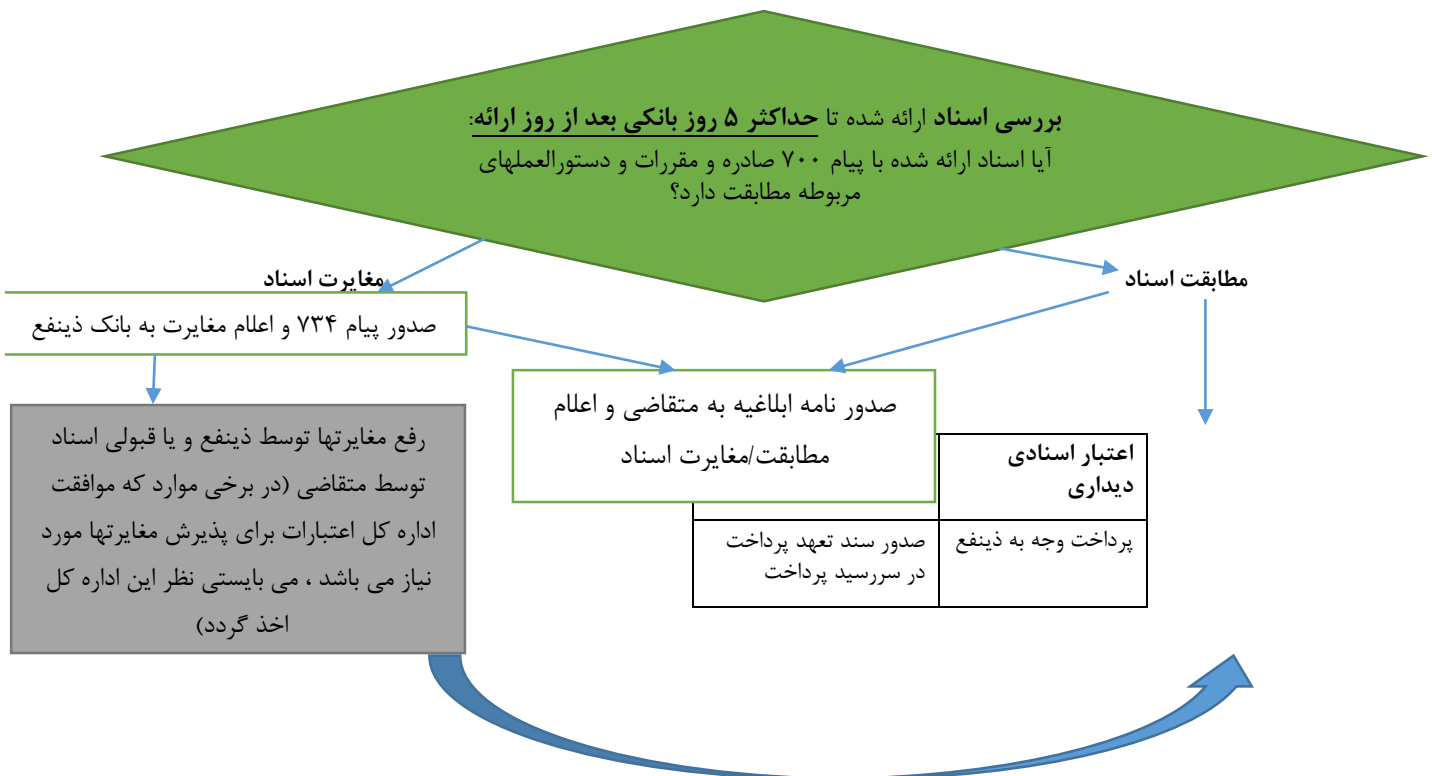 بررسی اسناد ارائه شده تا حداکثر ۵ روز بانکی بعد از روز ارائه:
آیا اسناد ارائه شده با پیام ۷۰۰ صادره و مقررات و دستورالعملهای
مربوطه مطابقت دارد؟
مطابقت اسناد
مغایرت اسناد
صدور پیام ۷۳۴ و اعلام مغایرت به بانک ذینفع
صدور نامه ابلاغیه به متقاضی و اعلام
مطابقت/مغایرت اسناد
رفع مغایرتها توسط ذینفع و یا قبولی اسناد
توسط متقاضی (در برخی موارد که موافقت
اداره کل اعتبارات برای پذیرش مغایرتها مورد
نیاز می باشد ، می بایستی نظر این اداره کل
اخذ گردد)
اعتبار اسنادی
دیداری
پرداخت وجه به ذینفع
صدور سند تعهد پرداخت
در سررسید پرداخت